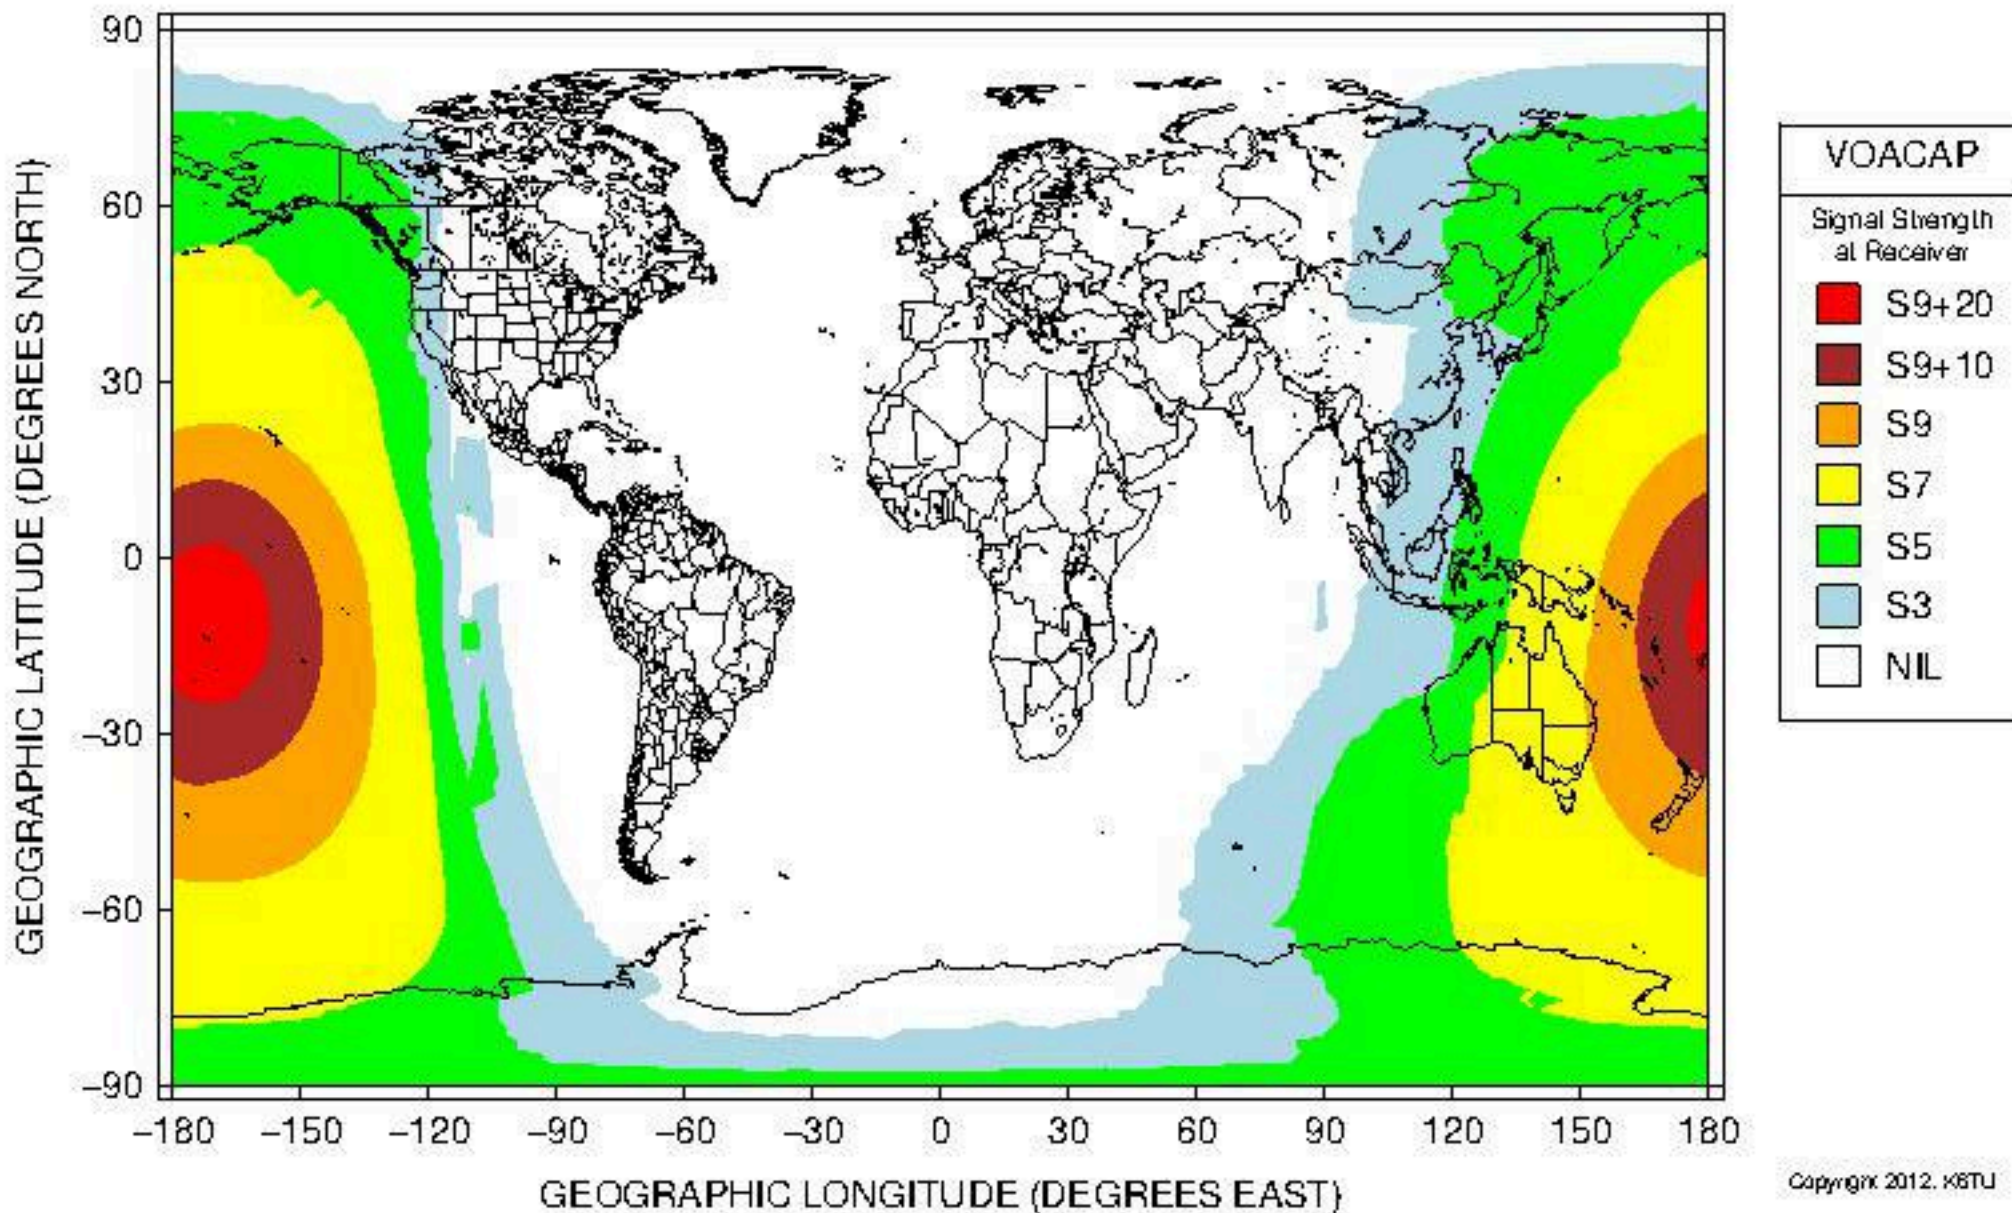 90
60
30
0
−30
−60
−90
GEOGRAPHIC LATITUDE (DEGREES NORTH)
−180 −150 −120 −90 −60 −30 0 30 60 90 120 150 180
GEOGRAPHIC LONGITUDE (DEGREES EAST)
VOACAP
Signal Strength
at Receiver
S9+20
S9+10
S9
S7
S5
S3
NIL
Copyright 2012, K6TU